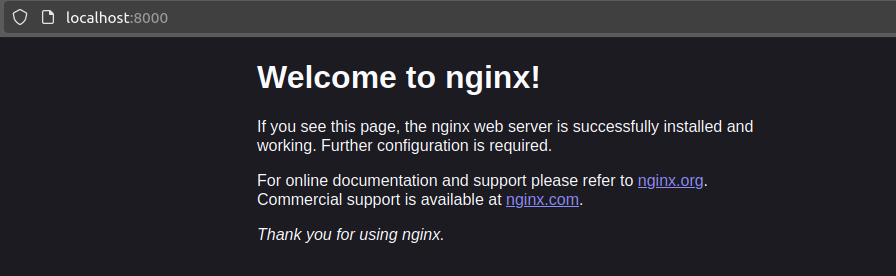 localhost:8000
Welcome to nginx!
If you see this page, the nginx web server is successfully installed and
working. Further configuration is required.
For online documentation and support please refer to nginx.org.
Commercial support is available at nginx.com.
Thank you for using nginx.